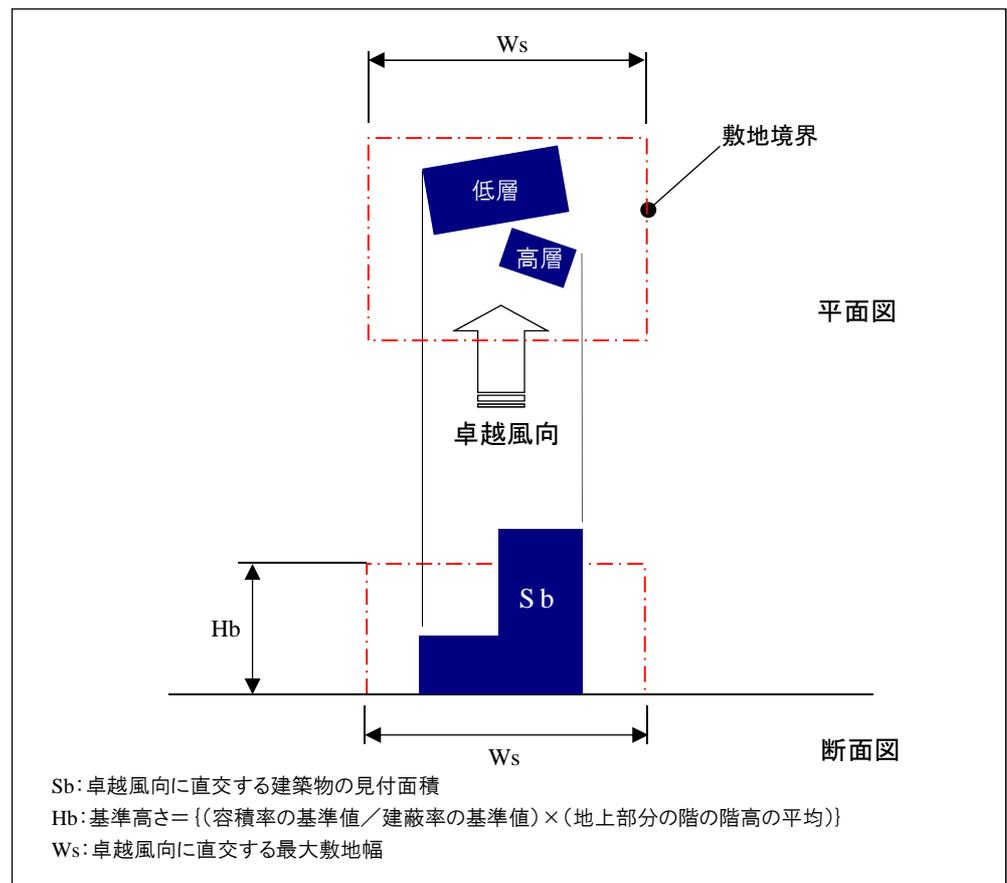 Ws
敷地境界
低層
高層
平面図
卓越風向
Sb
Hb
Ws
断面図
Sb：卓越風向に直交する建築物の見付面積
Hb：基準高さ＝｛（容積率の基準値／建蔽率の基準値）×（地上部分の階の階高の平均）｝
Ws：卓越風向に直交する最大敷地幅